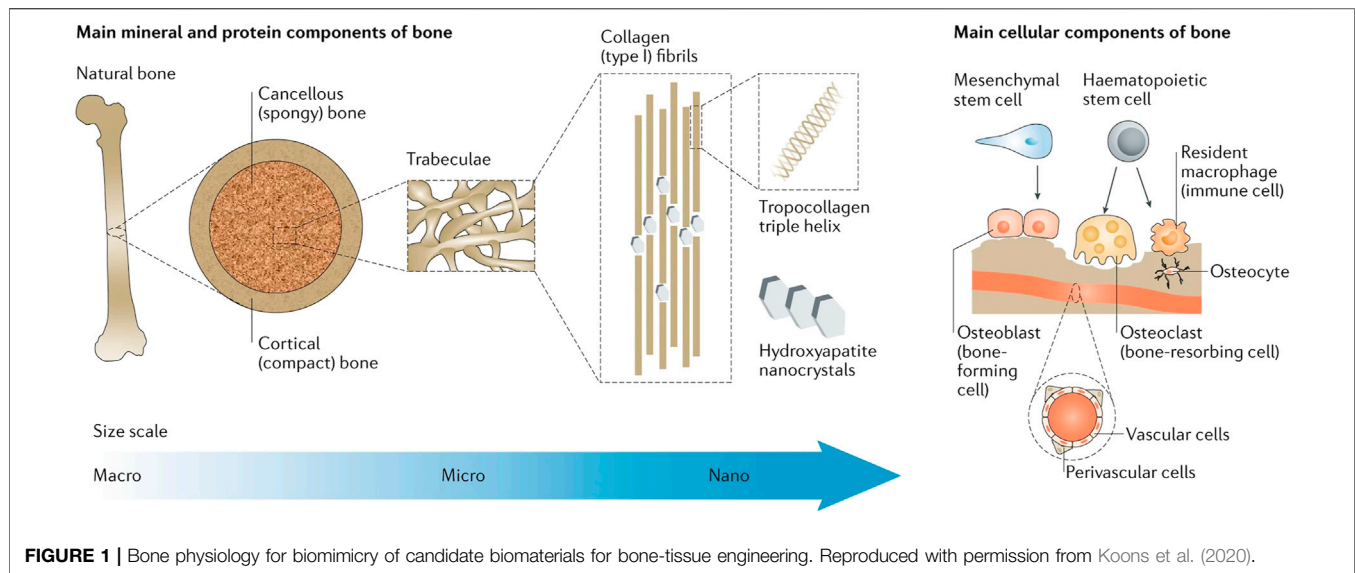 Main mineral and protein components of bone
Natural bone
Cancellous
(spongy) bone
Cortical
(compact) bone
Trabeculae
Collagen
(type I) fibrils
Tropocollagen
triple helix
Hydroxyapatite
nanocrystals
Size scale
Macro
Micro
Nano
Main cellular components of bone
Mesenchymal
stem cell
Haematopoietic
stem cell
Resident
macrophage
(immune cell)
Osteocyte
Osteoblast
(bone-
forming
cell)
Osteoclast
(bone-resorbing cell)
Vascular cells
Perivascular cells
FIGURE 1 | Bone physiology for biomimicry of candidate biomaterials for bone-tissue engineering. Reproduced with permission from Koons et al. (2020).